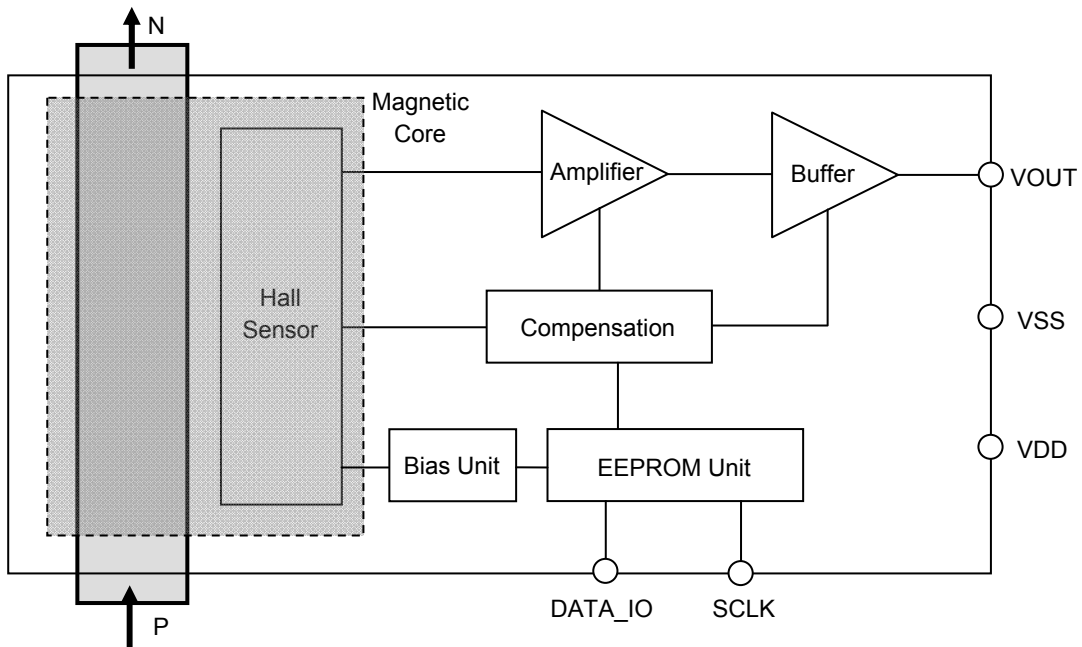 N
Magnetic
Core
Amplifier
Buffer
VOUT
Hall
Sensor
Compensation
VSS
Bias Unit
EEPROM Unit
VDD
DATA_IO
SCLK
P